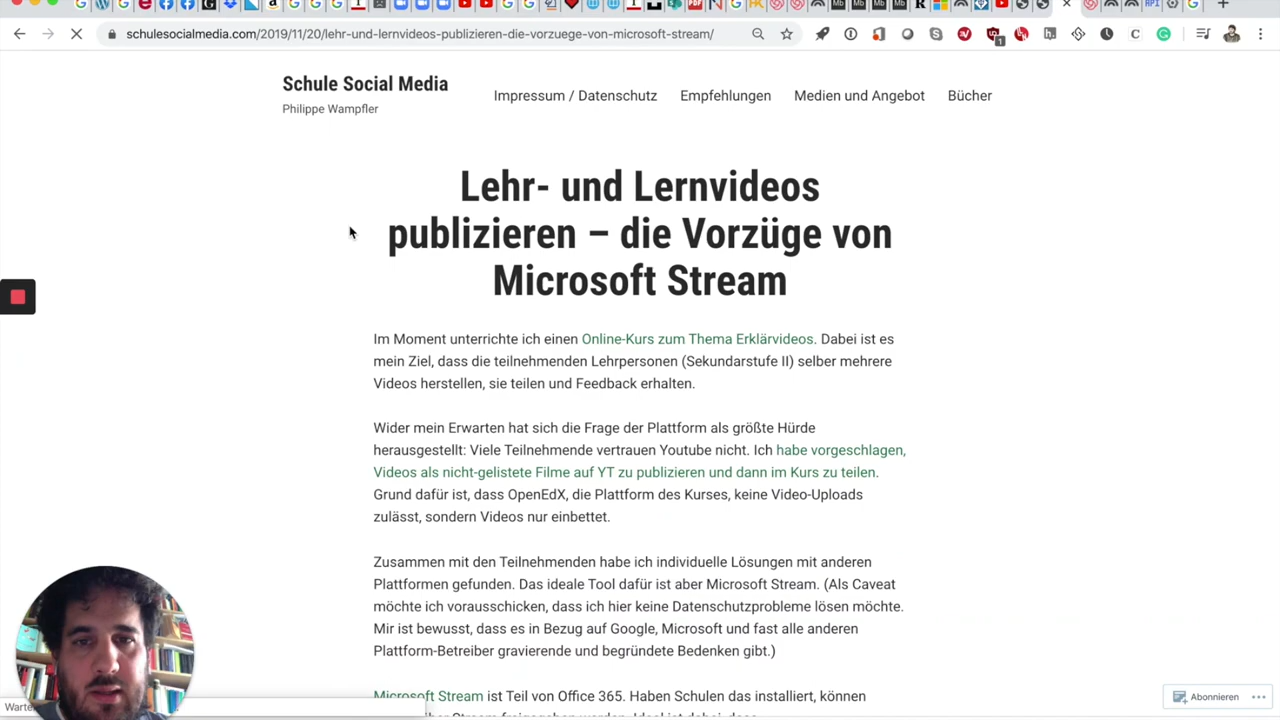 schulesocialmedia.com/2019/11/20/lehr-und-lernvideos-publizieren-die-vorzuege-von-microsoft-stream/
Schule Social Media
Philippe Wampfler
Impressum / Datenschutz Empfehlungen Medien und Angebot Bücher
Lehr- und Lernvideos
publizieren – die Vorzüge von
Microsoft Stream
Im Moment unterrichte ich einen Online-Kurs zum Thema Erklärvideos. Dabei ist es
mein Ziel, dass die teilnehmenden Lehrpersonen (Sekundarstufe II) selber mehrere
Videos herstellen, sie teilen und Feedback erhalten.
Wider mein Erwarten hat sich die Frage der Plattform als größte Hürde
herausgestellt: Viele Teilnehmende vertrauen Youtube nicht. Ich habe vorgeschlagen,
Videos als nicht-gelistete Filme auf YT zu publizieren und dann im Kurs zu teilen.
Grund dafür ist, dass OpenEdX, die Plattform des Kurses, keine Video-Uploads
zulässt, sondern Videos nur einbettet.
Zusammen mit den Teilnehmenden habe ich individuelle Lösungen mit anderen
Plattformen gefunden. Das ideale Tool dafür ist aber Microsoft Stream. (Als Caveat
möchte ich vorausschicken, dass ich hier keine Datenschutzprobleme lösen möchte.
Mir ist bewusst, dass es in Bezug auf Google, Microsoft und fast alle anderen
Plattform-Betreiber gravierende und begründete Bedenken gibt.)
Microsoft Stream ist Teil von Office 365. Haben Schulen das installiert, können
Warte
Abonnieren